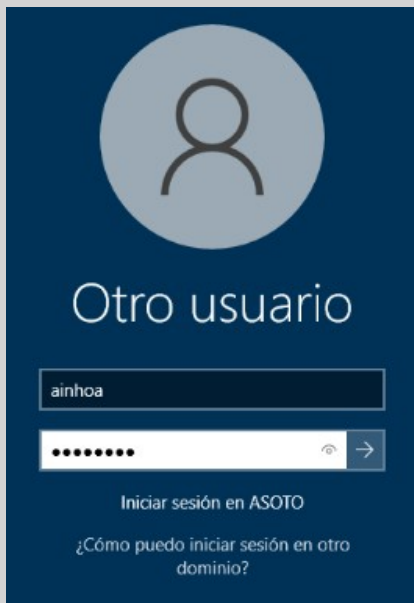 Otro usuario
ainhoa
••••••••
Iniciar sesión en ASOTO
¿Cómo puedo iniciar sesión en otro
dominio?